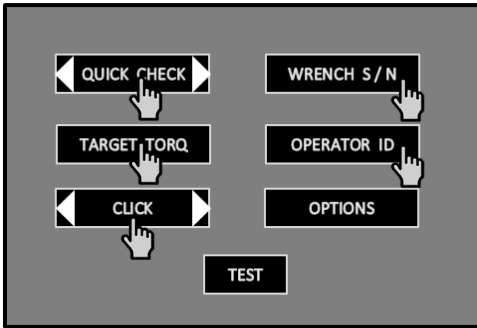 QUICK CHECK
WRENCH S/N
TARGET TORQ
OPERATOR ID
CLICK
OPTIONS
TEST